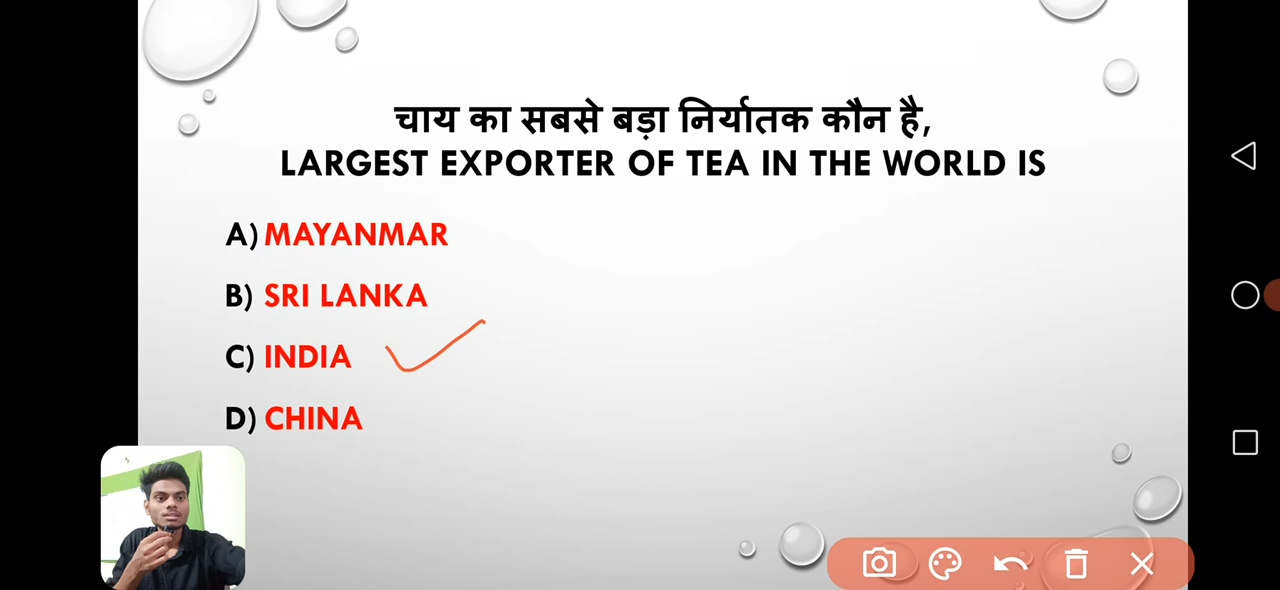 चाय का सबसे बड़ा निर्यातक कौन है,
LARGEST EXPORTER OF TEA IN THE WORLD IS
A) MAYANMAR
B) SRI LANKA
C) INDIA
D) CHINA